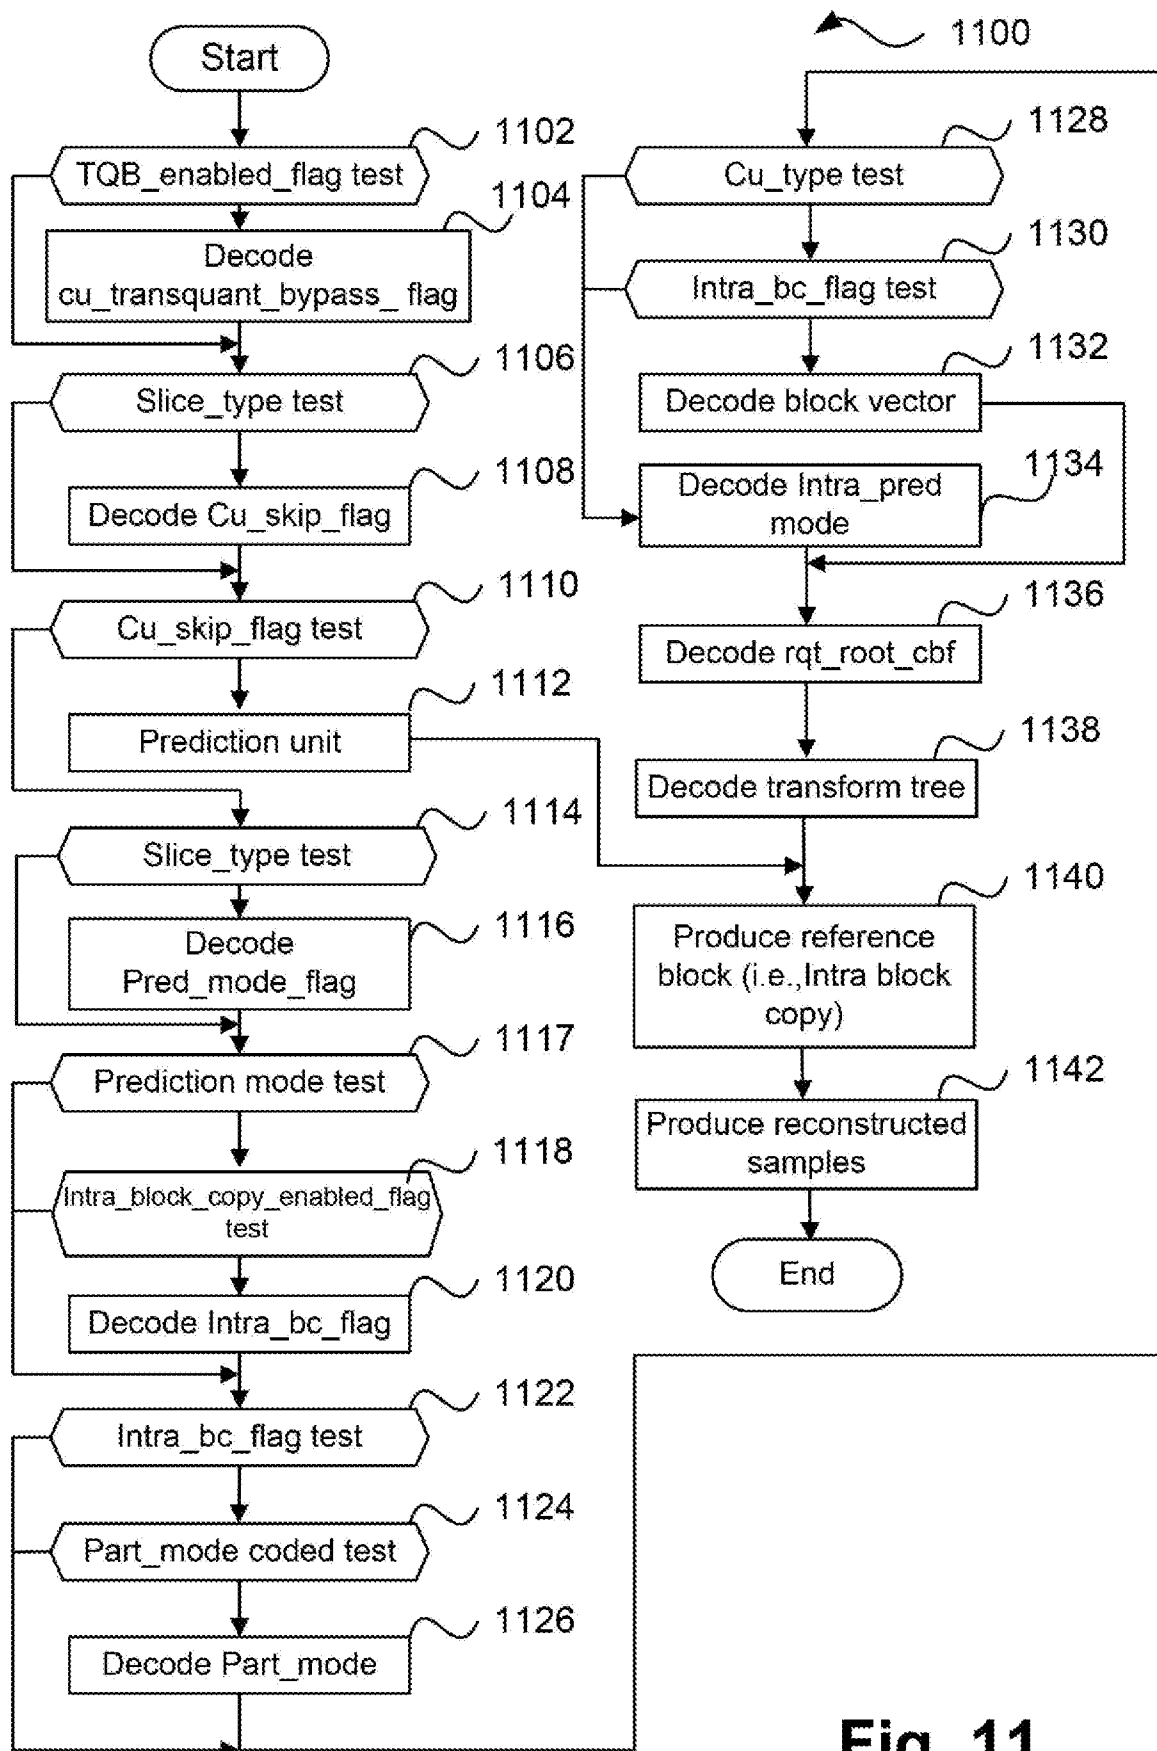 1100
Start
1102
TQB_enabled_flag test
1104
Decode
cu_transquant_bypass_ flag
1106
Slice_type test
1108
Decode Cu_skip_flag
1110
Cu_skip_flag test
1112
Prediction unit
1114
Slice_type test
1116
Decode
Pred_mode_flag
1117
Prediction mode test
1118
Intra_block_copy_enabled_flag
test
1120
Decode Intra_bc_flag
1122
Intra_bc_flag test
1124
Part_mode coded test
1126
Decode Part_mode
1128
Cu_type test
1130
Intra_bc_flag test
1132
Decode block vector
1134
Decode Intra_pred
mode
1136
Decode rqt_root_cbf
1138
Decode transform tree
1140
Produce reference
block (i.e.,Intra block
copy)
1142
Produce reconstructed
samples
End
Fig. 11